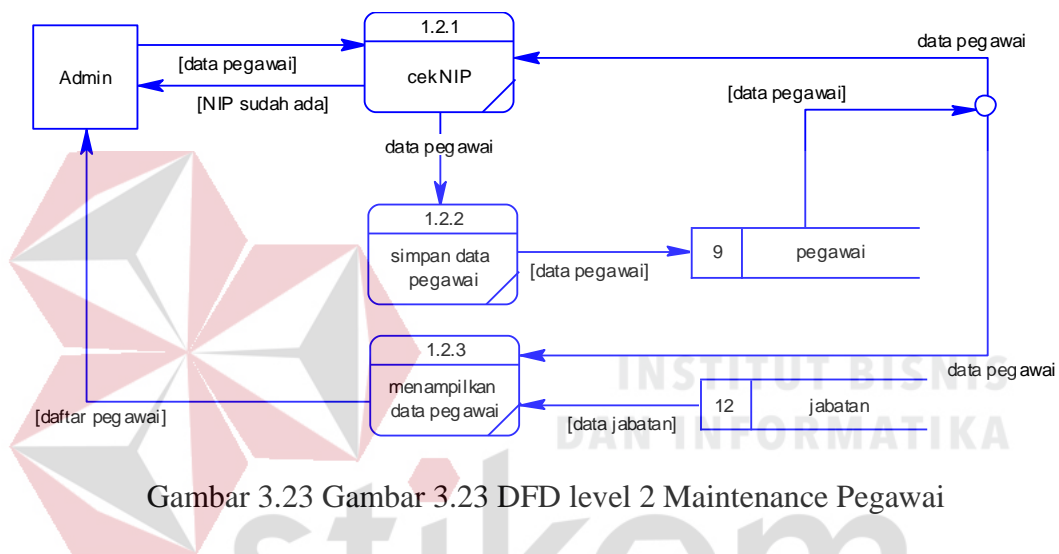 1.2.1
cekNIP
Admin
[data pegawai]
[NIP sudah ada]
data pegawai
[data pegawai]
data pegawai
1.2.2
simpan data
pegawai
[data pegawai]
9
pegawai
1.2.3
menampilkan
data pegawai
data pegawai
[daftar pegawai]
[data jabatan]
12
jabatan
INSTITUT BISNIS
DAN INFORMATIKA
Gambar 3.23 Gambar 3.23 DFD level 2 Maintenance Pegawai
stikom